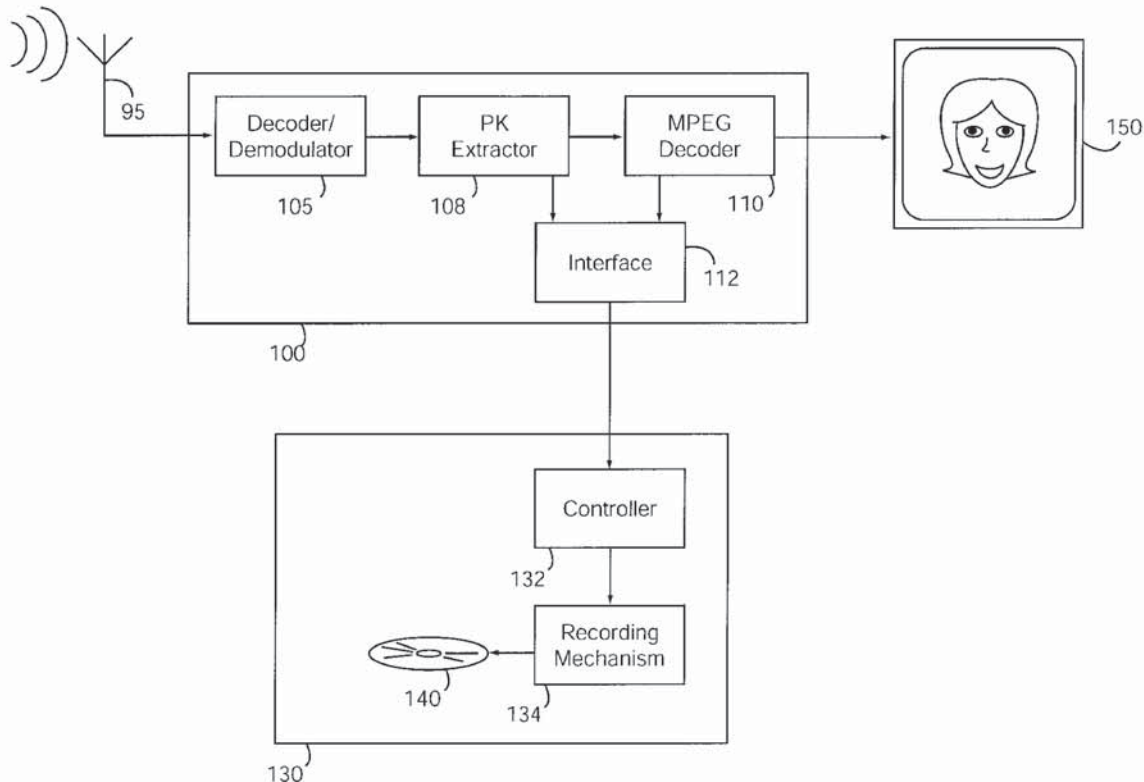 95
Decoder/
Demodulator
105
PK
Extractor
108
MPEG
Decoder
110
150
Interface
112
100
Controller
132
Recording
Mechanism
134
140
130